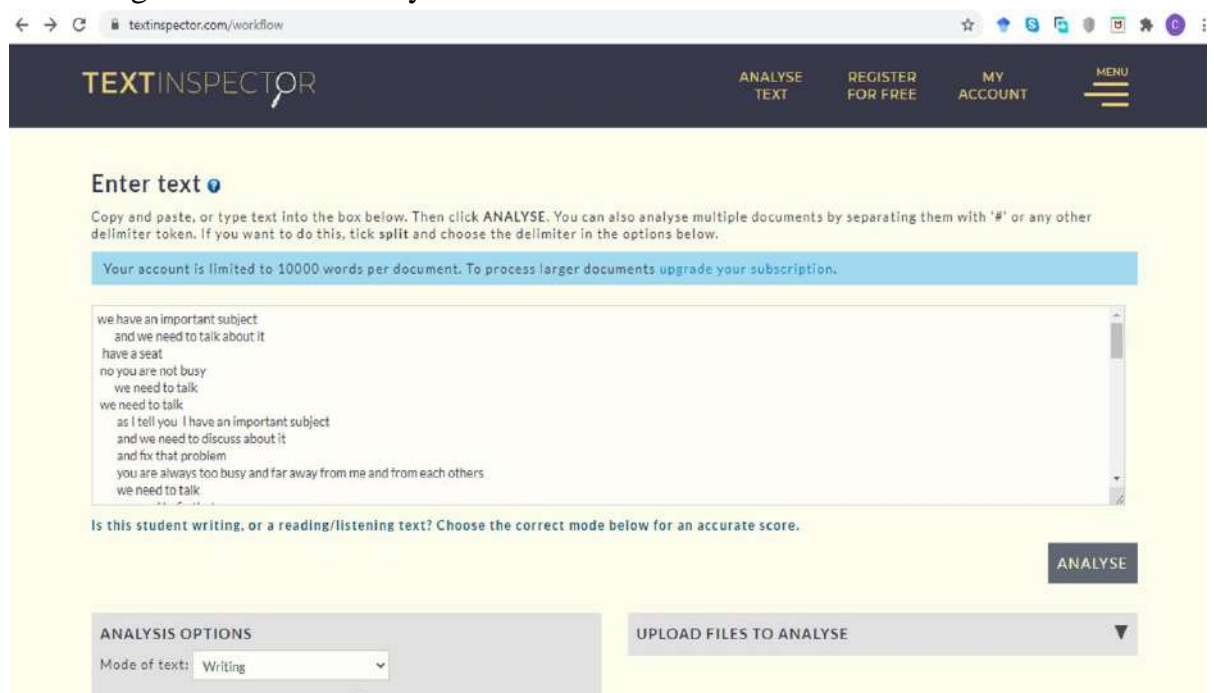 textinspector.com/workflow
TEXTINSPECTOR
ANALYSE TEXT
REGISTER FOR FREE
MY ACCOUNT
MENU
Enter text
Copy and paste, or type text into the box below. Then click ANALYSE. You can also analyse multiple documents by separating them with '#' or any other
delimiter token. If you want to do this, tick split and choose the delimiter in the options below.
Your account is limited to 10000 words per document. To process larger documents upgrade your subscription.
we have an important subject
and we need to talk about it
have a seat
no you are not busy
we need to talk
we need to talk
as I tell you I have an important subject
and we need to discuss about it
and fix that problem
you are always too busy and far away from me and from each others
we need to talk
Is this student writing, or a reading/listening text? Choose the correct mode below for an accurate score.
ANALYSE
ANALYSIS OPTIONS
UPLOAD FILES TO ANALYSE
Mode of text: Writing